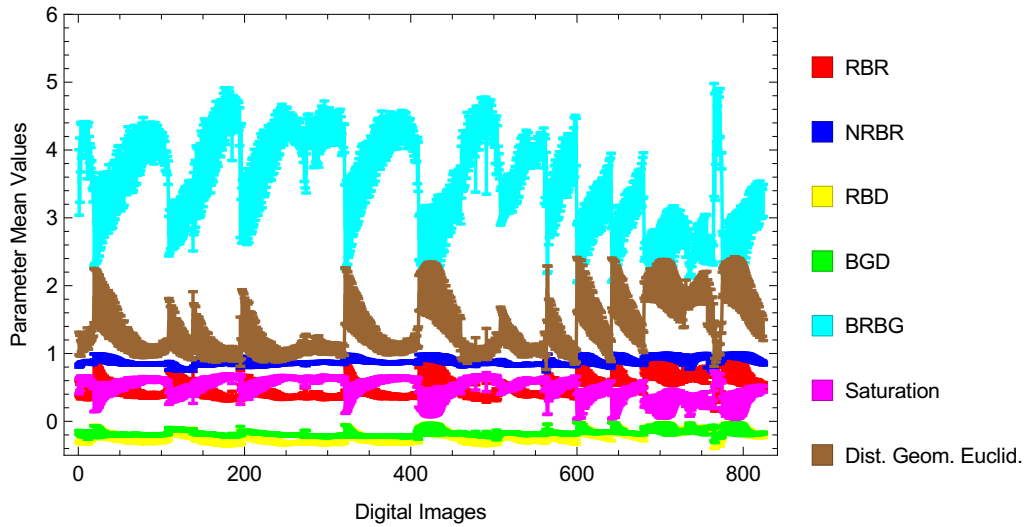 6
5
4
3
2
1
0
Parameter Mean Values
0 200 400 600 800
Digital Images
RBR
NRBR
RBD
BGD
BRBG
Saturation
Dist. Geom. Euclid.